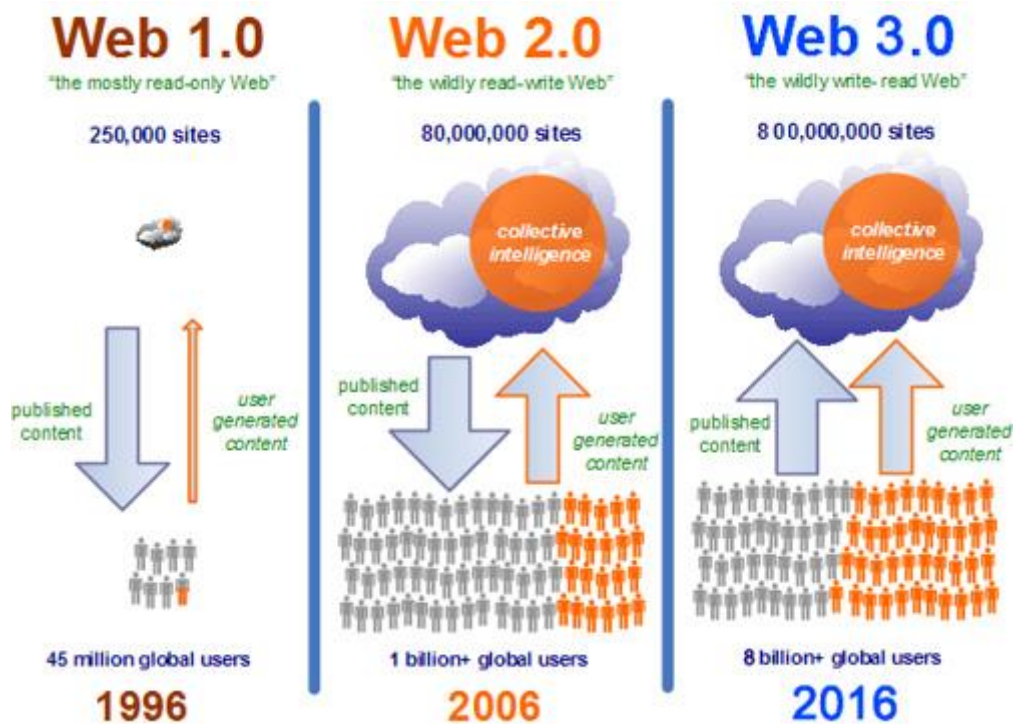 Web 1.0
"the mostly read-only Web"
250,000 sites
published
content
user
generated
content
45 million global users
1996
Web 2.0
"the wildly read-write Web"
80,000,000 sites
collective
intelligence
published
content
user
generated
content
1 billion+ global users
2006
Web 3.0
"the wildly write- read Web"
800,000,000 sites
collective
intelligence
published
content
user
generated
content
8 billion+ global users
2016